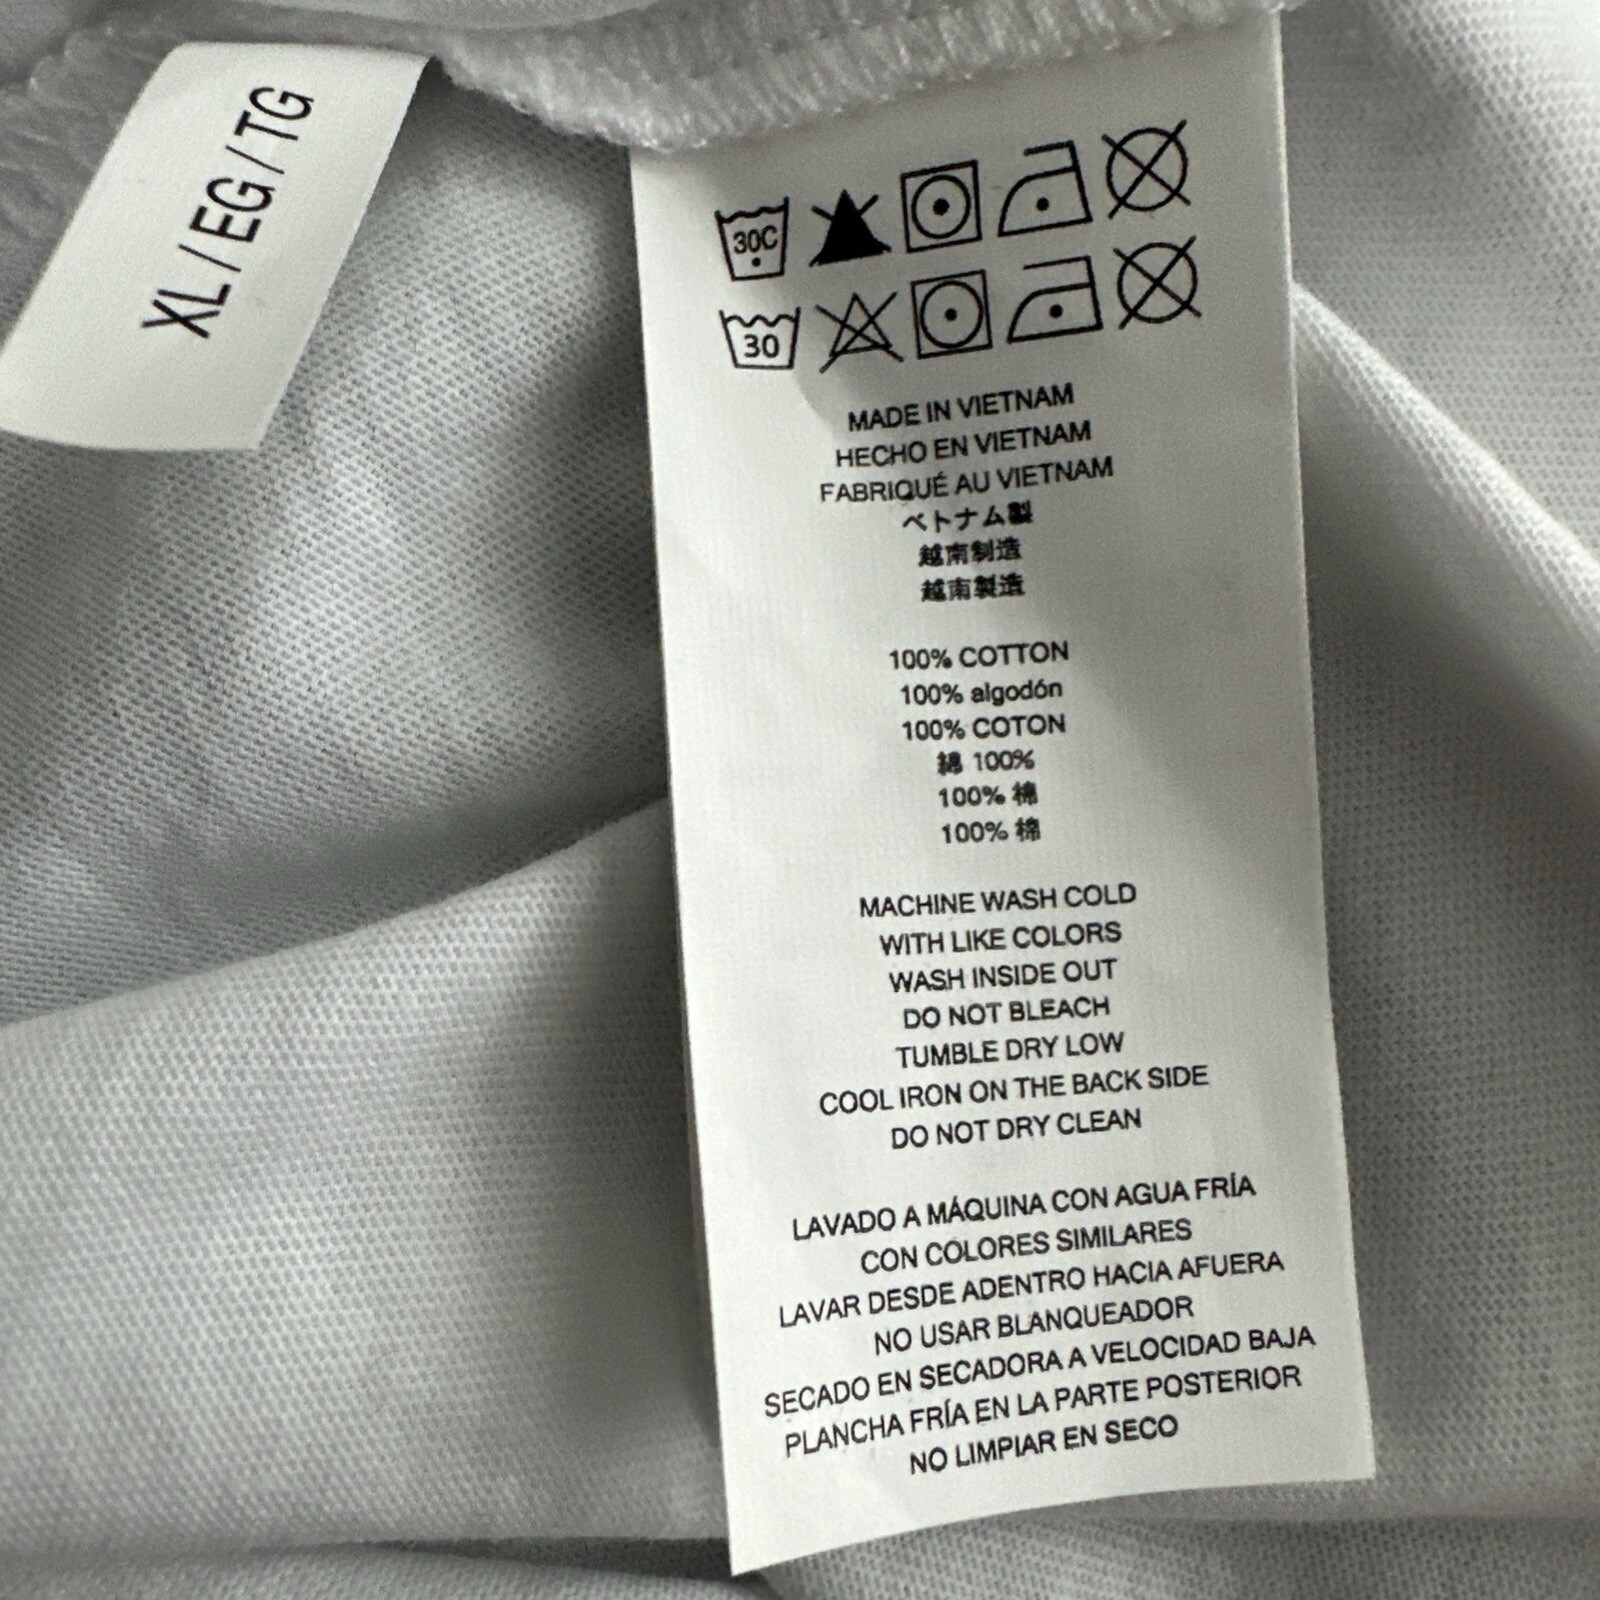 XL/EG/TG
30C
30
MADE IN VIETNAM
HECHO EN VIETNAM
FABRIQUÉ AU VIETNAM
ベトナム製
越南制造
越南製造
100% COTTON
100% algodón
100% COTON
綿 100%
100% 棉
100% 棉
MACHINE WASH COLD
WITH LIKE COLORS
WASH INSIDE OUT
DO NOT BLEACH
TUMBLE DRY LOW
COOL IRON ON THE BACK SIDE
DO NOT DRY CLEAN
LAVADO A MÁQUINA CON AGUA FRÍA
CON COLORES SIMILARES
LAVAR DESDE ADENTRO HACIA AFUERA
NO USAR BLANQUEADOR
SECADO EN SECADORA A VELOCIDAD BAJA
PLANCHA FRÍA EN LA PARTE POSTERIOR
NO LIMPIAR EN SECO